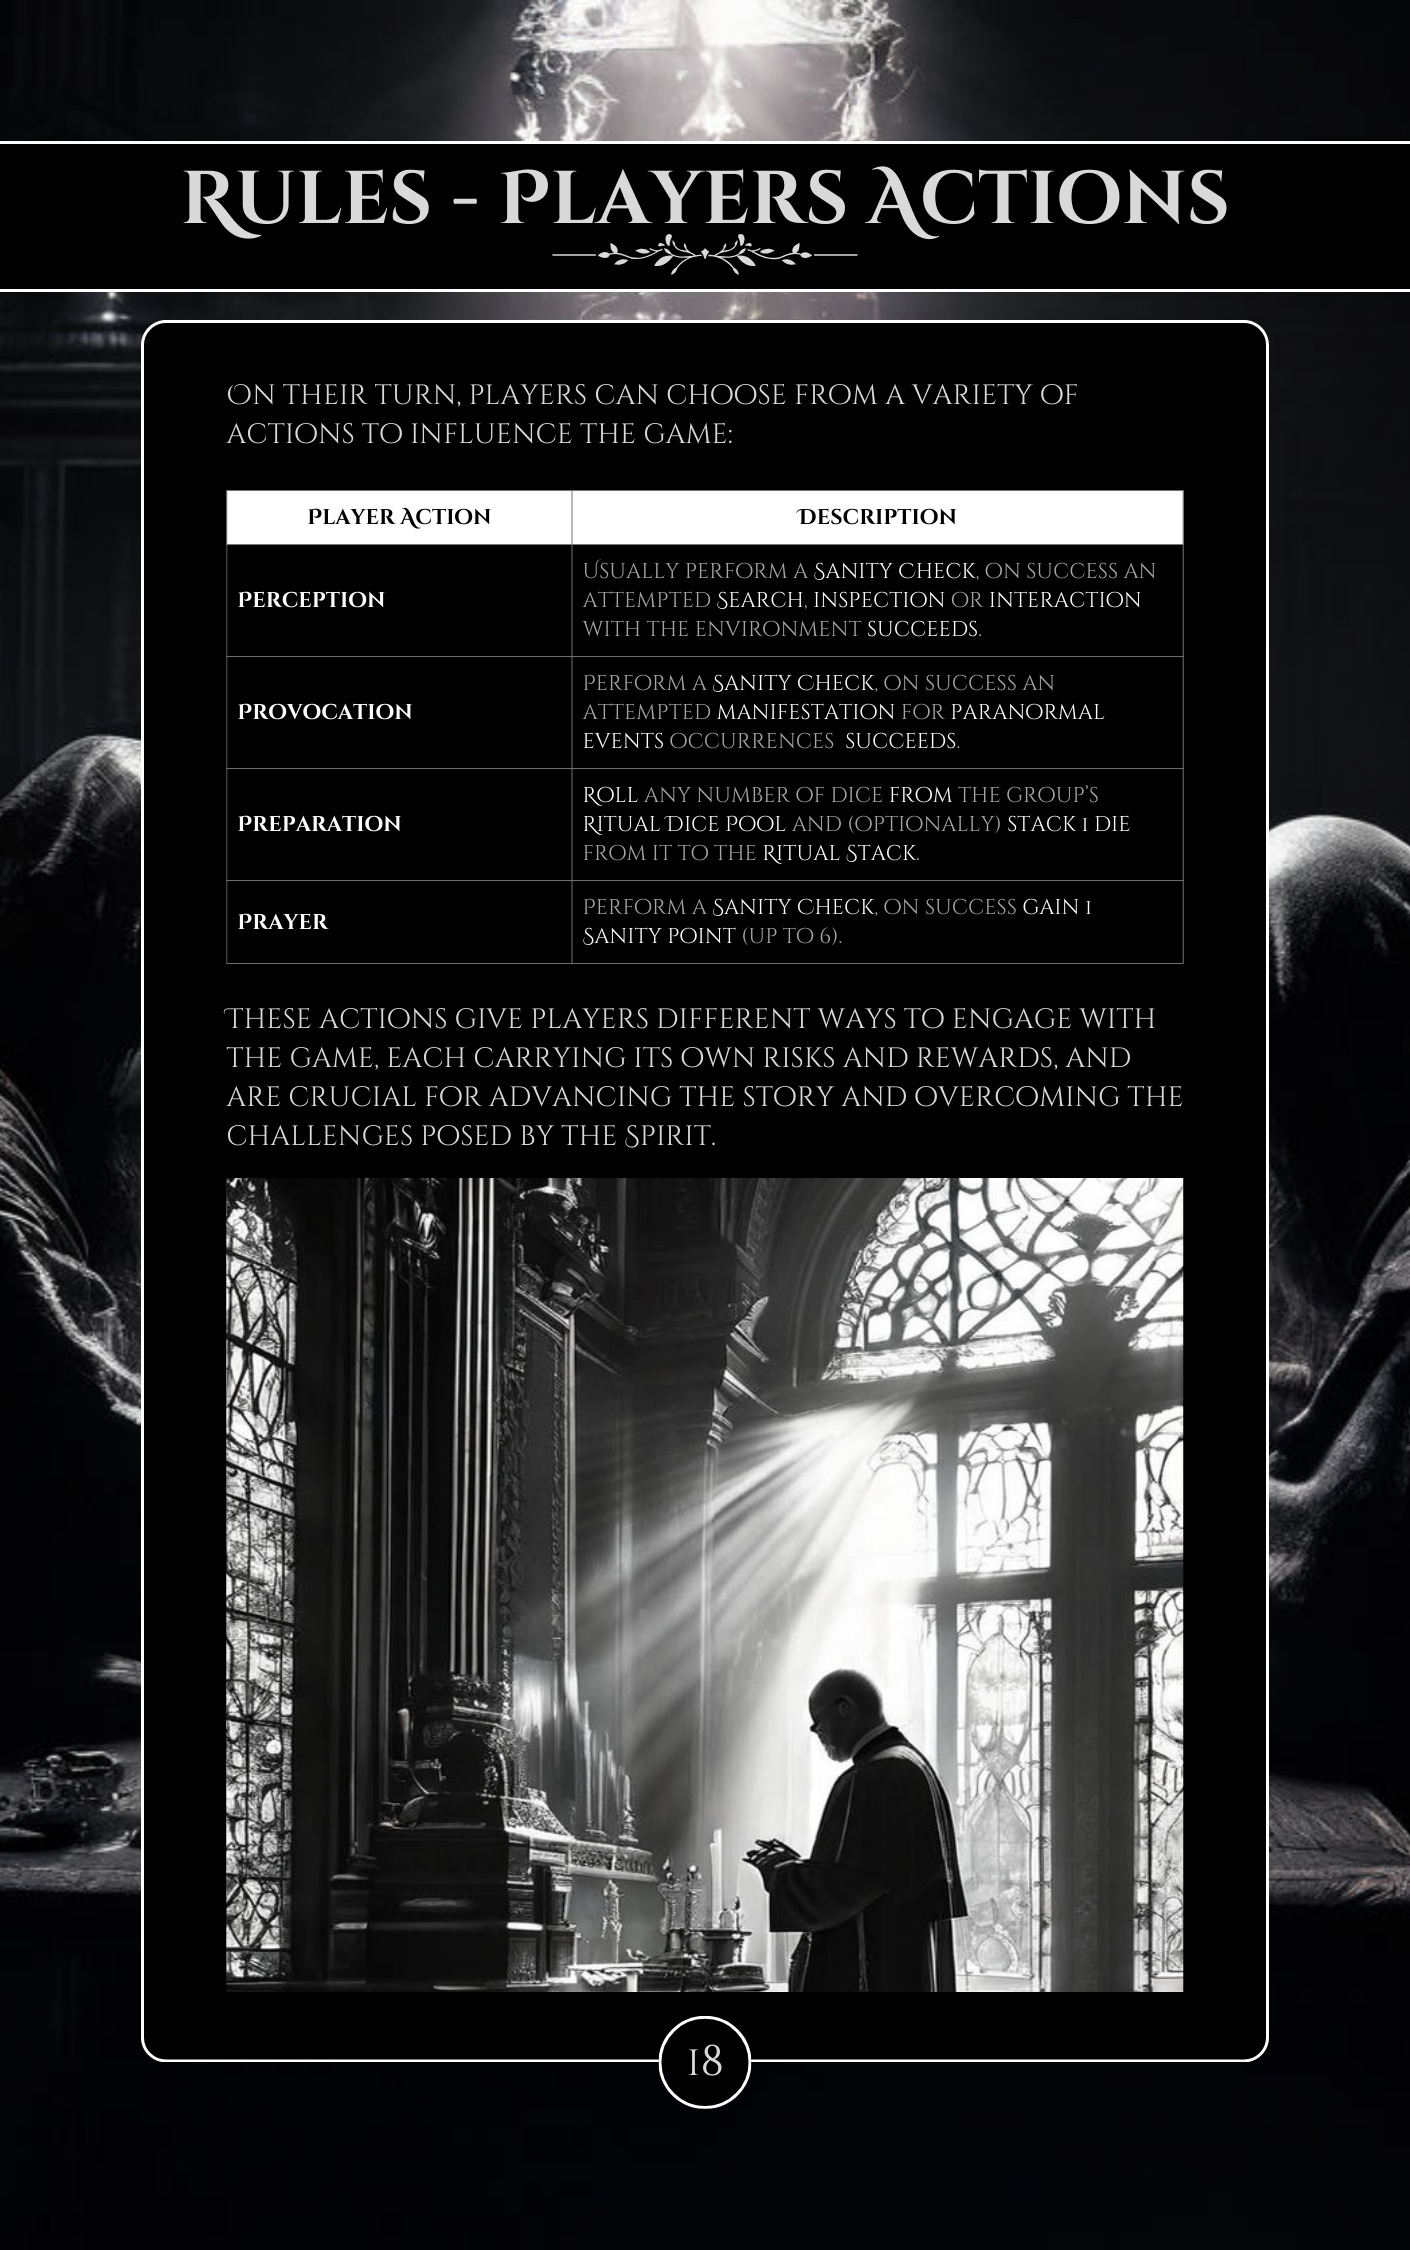 Rules - Players Actions
On their turn, players can choose from a variety of
actions to influence the game:
Player Action
Description
Perception
Usually perform a Sanity Check, on success an
attempted Search, inspection or interaction
with the environment succeeds.
Provocation
Perform a Sanity Check, on success an
attempted manifestation for paranormal
events occurrences succeeds.
Preparation
Roll any number of dice from the group's
Ritual Dice Pool and (optionally) stack 1 die
from it to the Ritual Stack.
Prayer
Perform a Sanity Check, on success gain 1
Sanity point (up to 6).
These actions give players different ways to engage with
the game, each carrying its own risks and rewards, and
are crucial for advancing the story and overcoming the
challenges posed by the Spirit.
18